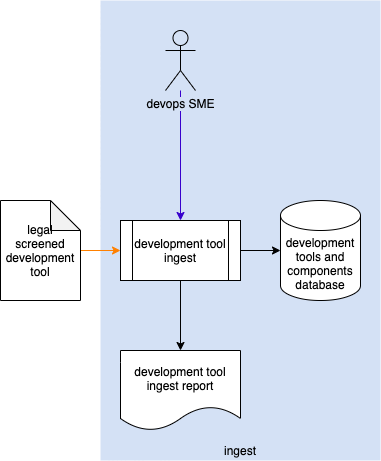 devops SME
legal
screened
development
tool
development tool
ingest
development
tools and
components
database
development tool
ingest report
ingest